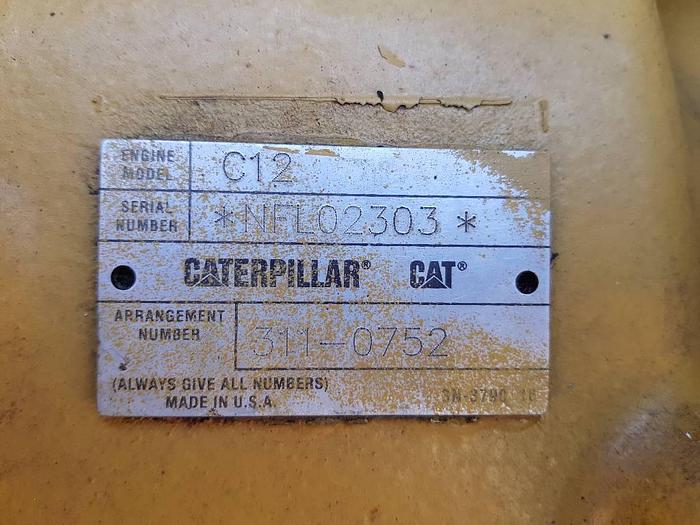 ENGINE MODEL C12
SERIAL NUMBER *NFL02303*
CATERPILLAR® CAT®
ARRANGEMENT NUMBER 311-0752
(ALWAYS GIVE ALL NUMBERS)
MADE IN U.S.A.